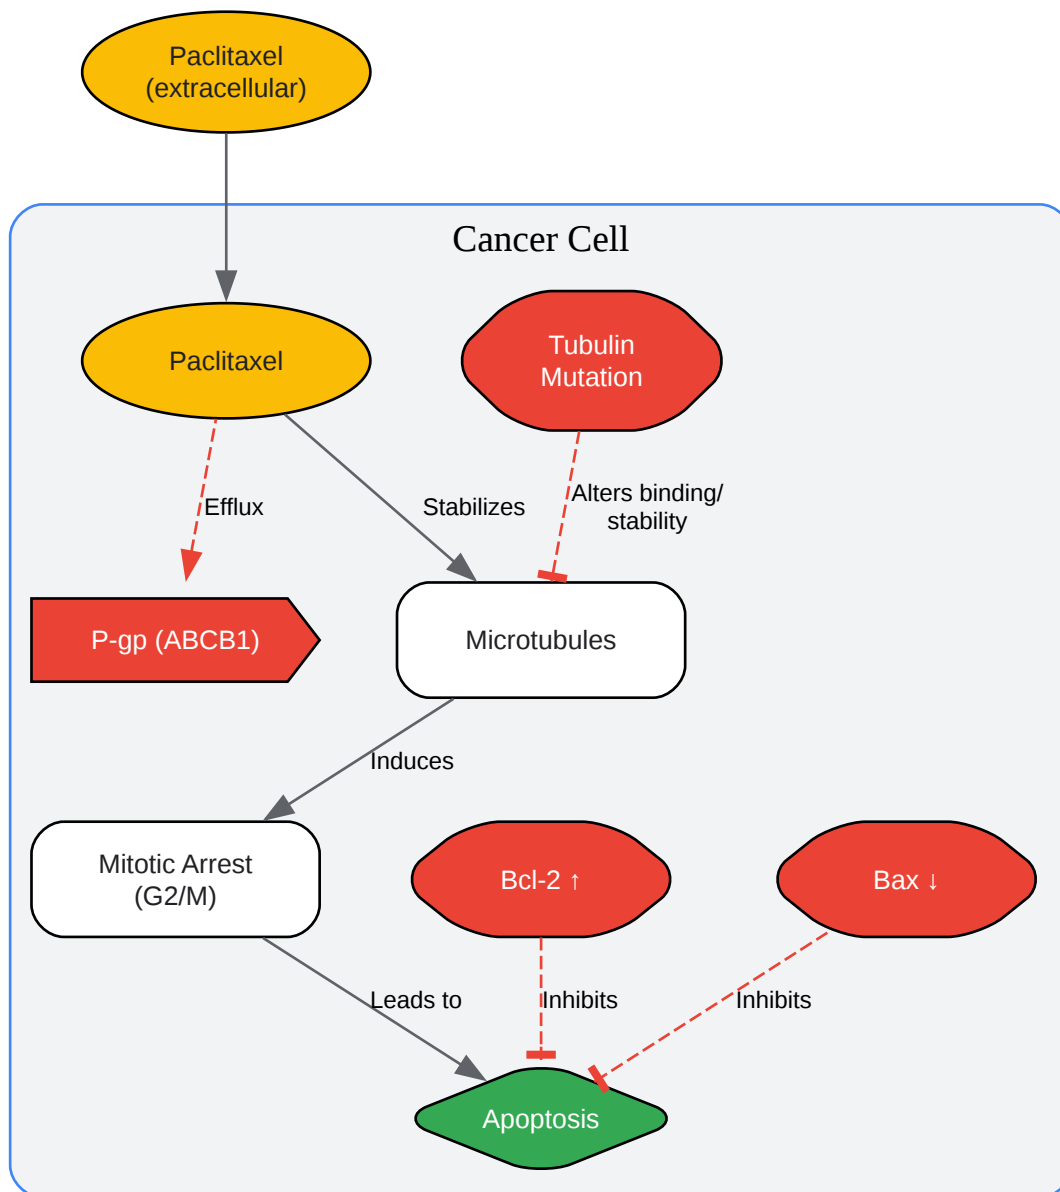 Paclitaxel
(extracellular)
Cancer Cell
Paclitaxel
Tubulin
Mutation
Efflux
Stabilizes
Alters binding/
stability
P-gp (ABCB1)
Microtubules
Induces
Mitotic Arrest
(G2/M)
Bcl-2 ↑
Bax ↓
Leads to
Inhibits
Inhibits
Apoptosis